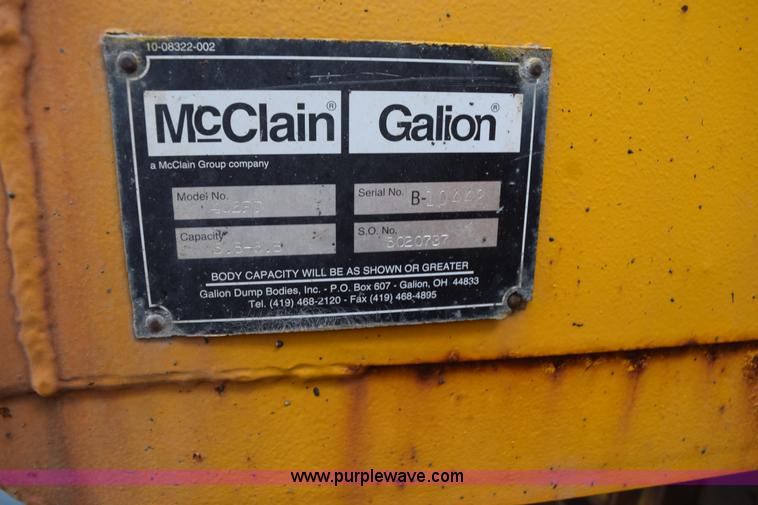 10-08322-002
McClain® Galion®
a McClain Group company
Model No. Serial No. B-10442
Capacity S.O. No. 5020737
BODY CAPACITY WILL BE AS SHOWN OR GREATER
Galion Dump Bodies, Inc. - P.O. Box 607 - Galion, OH 44833
Tel. (419) 468-2120 - Fax (419) 468-4895
www.purplewave.com